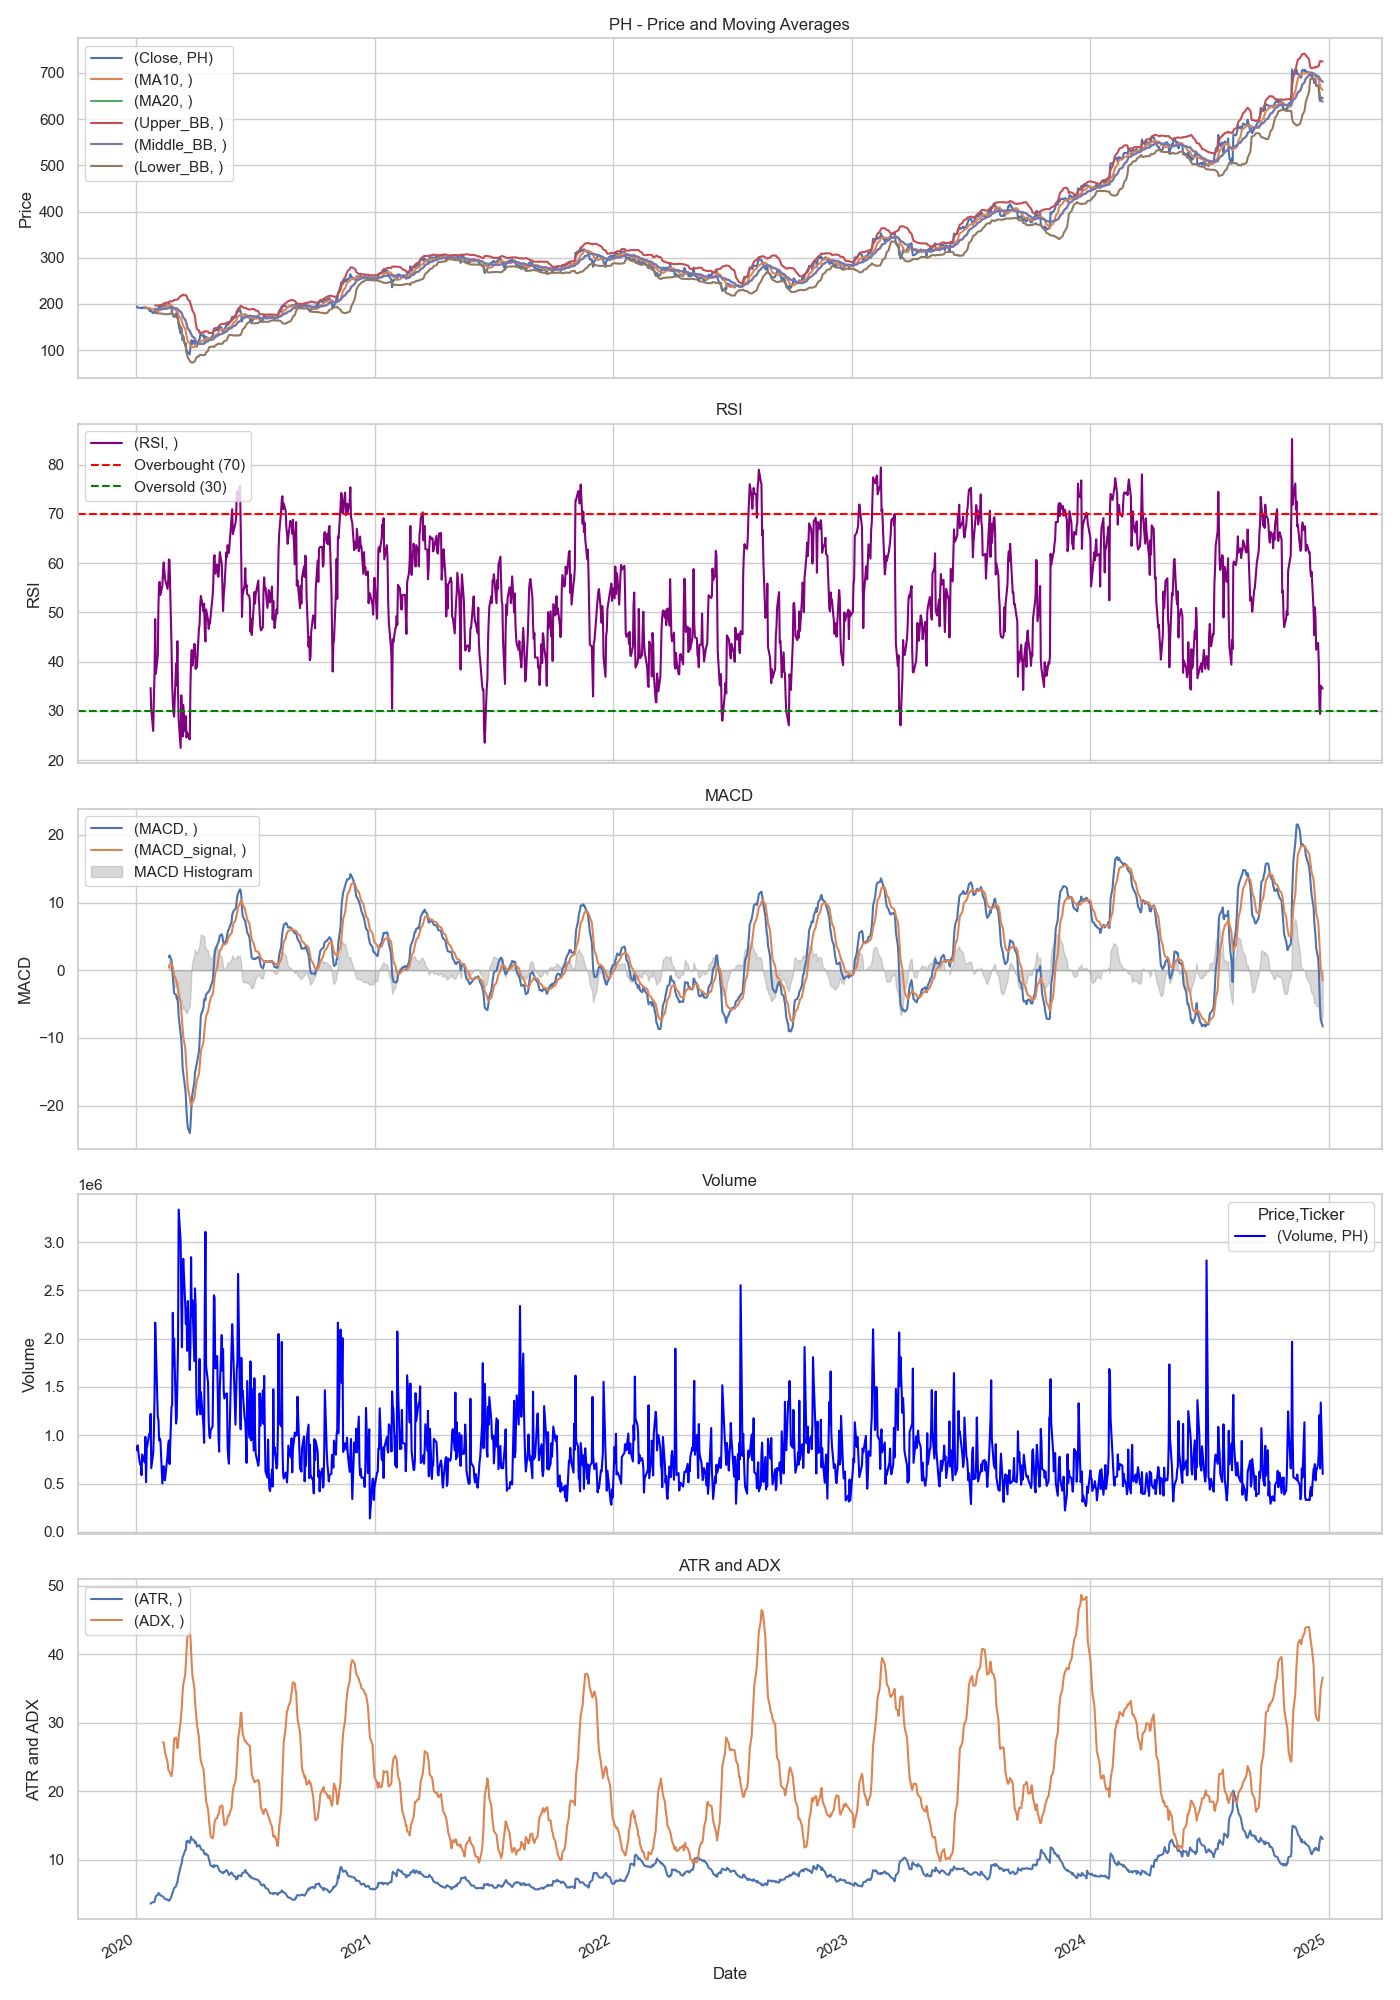 PH - Price and Moving Averages
(Close, PH)
(MA10, )
(MA20, )
(Upper_BB, )
(Middle_BB, )
(Lower_BB, )
700
600
500
400
300
200
100
Price
RSI
(RSI, )
Overbought (70)
Oversold (30)
80
70
60
50
40
30
20
RSI
MACD
(MACD, )
(MACD_signal, )
MACD Histogram
20
10
0
−10
−20
MACD
Volume
1e6
Price,Ticker
(Volume, PH)
3.0
2.5
2.0
1.5
1.0
0.5
0.0
Volume
ATR and ADX
(ATR, )
(ADX, )
50
40
30
20
10
ATR and ADX
2020
2021
2022
2023
2024
2025
Date